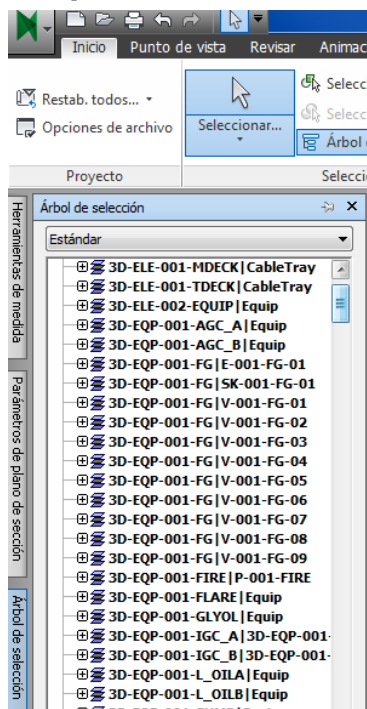 Inicio Punto de vista Revisar Animac
Restab. todos...
Opciones de archivo
Seleccionar...
Selecc
Selecc
Árbol
Proyecto
Selecci
Herramientas de medida
Parámetros de plano de sección
Árbol de selección
Árbol de selección
Estándar
3D-ELE-001-MDECK|CableTray
3D-ELE-001-TDECK|CableTray
3D-ELE-002-EQUIP|Equip
3D-EQP-001-AGC_A|Equip
3D-EQP-001-AGC_B|Equip
3D-EQP-001-FG|E-001-FG-01
3D-EQP-001-FG|SK-001-FG-01
3D-EQP-001-FG|V-001-FG-01
3D-EQP-001-FG|V-001-FG-02
3D-EQP-001-FG|V-001-FG-03
3D-EQP-001-FG|V-001-FG-04
3D-EQP-001-FG|V-001-FG-05
3D-EQP-001-FG|V-001-FG-06
3D-EQP-001-FG|V-001-FG-07
3D-EQP-001-FG|V-001-FG-08
3D-EQP-001-FG|V-001-FG-09
3D-EQP-001-FIRE|P-001-FIRE
3D-EQP-001-FLARE|Equip
3D-EQP-001-GLYOL|Equip
3D-EQP-001-IGC_A|3D-EQP-001-
3D-EQP-001-IGC_B|3D-EQP-001-
3D-EQP-001-L_OILA|Equip
3D-EQP-001-L_OILB|Equip